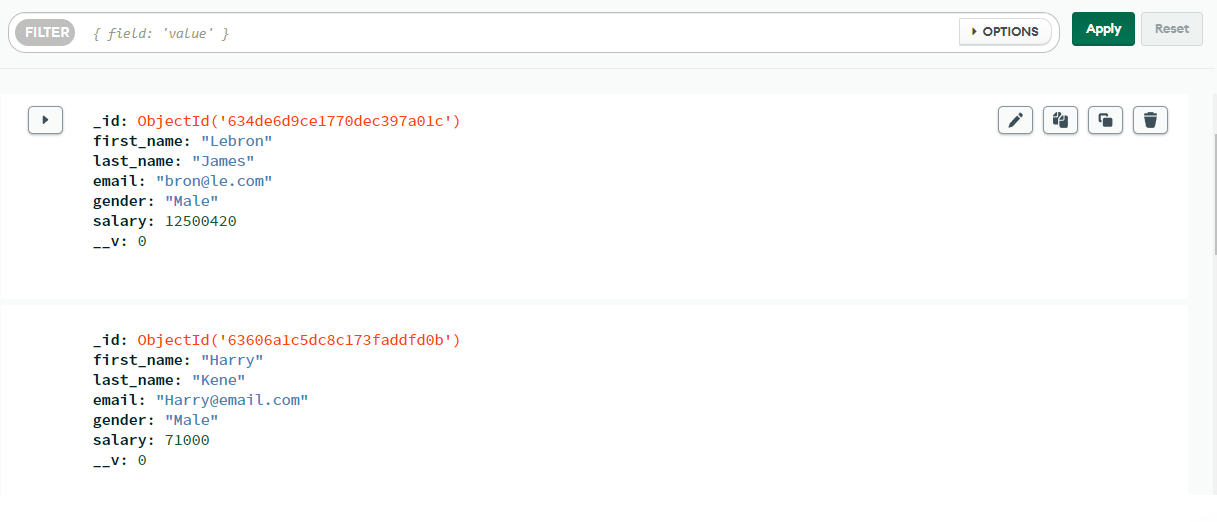 FILTER { field: 'value' } OPTIONS Apply Reset
_id: ObjectId('634de6d9ce1770dec397a01c')
first_name: "Lebron"
last_name: "James"
email: "bron@le.com"
gender: "Male"
salary: 12500420
__v: 0
_id: ObjectId('63606a1c5dc8c173faddfd0b')
first_name: "Harry"
last_name: "Kene"
email: "Harry@email.com"
gender: "Male"
salary: 71000
__v: 0